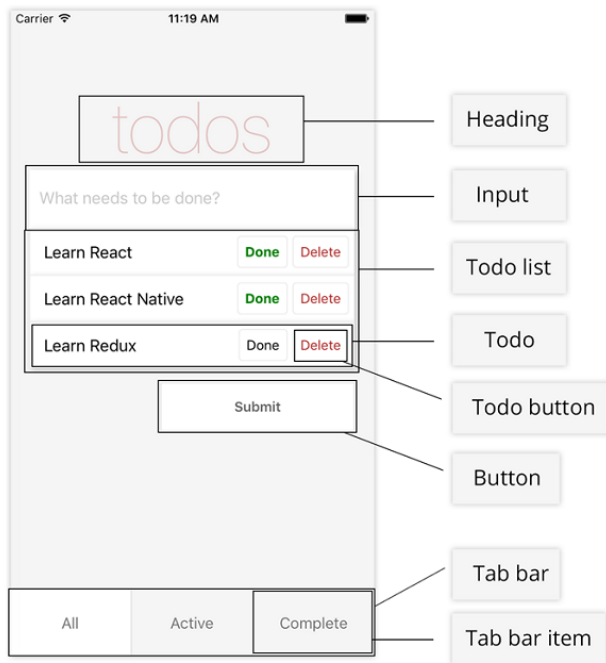 Carrier 11:19 AM
todos
Heading
What needs to be done?
Input
Learn React Done Delete
Todo list
Learn React Native Done Delete
Learn Redux Done Delete
Todo
Submit
Todo button
Button
Tab bar
All Active Complete
Tab bar item